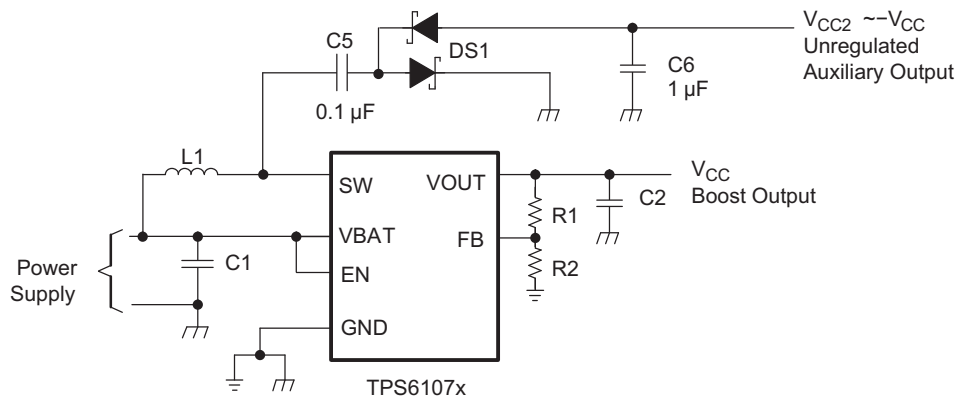 V_CC2 ~–V_CC
Unregulated
Auxiliary Output
C5
DS1
C6
1 µF
0.1 µF
L1
SW
VOUT
V_CC
Boost Output
C2
R1
VBAT
FB
C1
R2
Power
Supply
EN
GND
TPS6107x